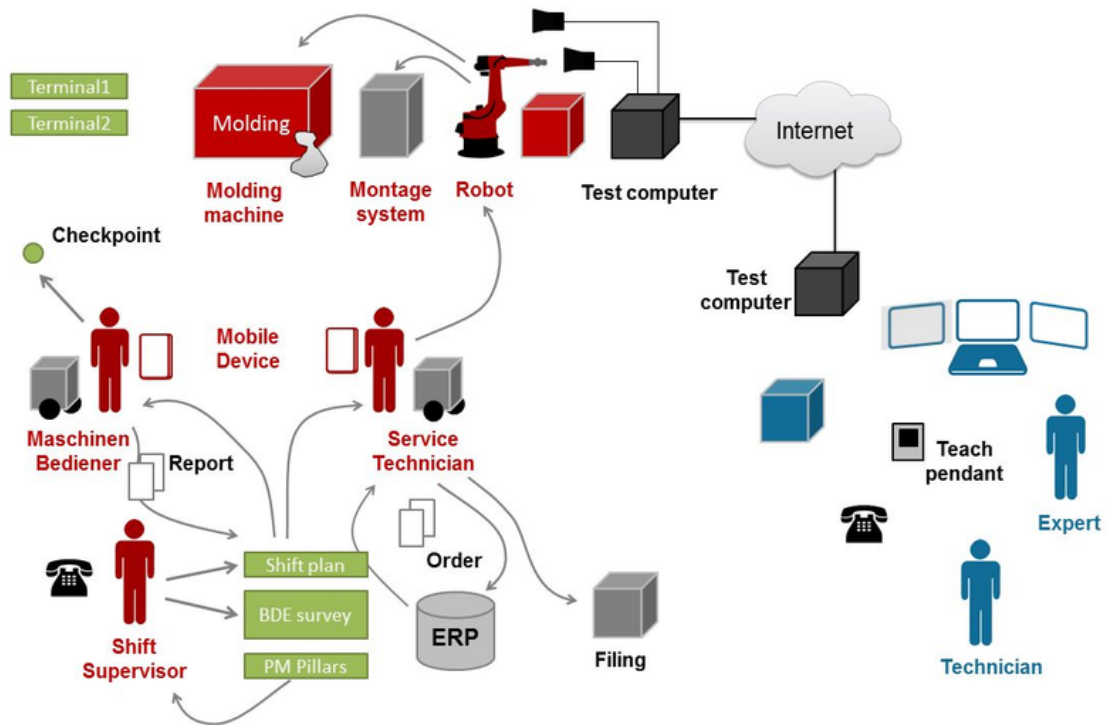 Terminal1
Terminal2
Molding
Internet
Molding
machine
Montage
system
Robot
Test computer
Checkpoint
Test
computer
Mobile
Device
Maschinen
Bediener
Report
Service
Technician
Teach
pendant
Expert
Order
Shift plan
BDE survey
ERP
Shift
Supervisor
PM Pillars
Filing
Technician